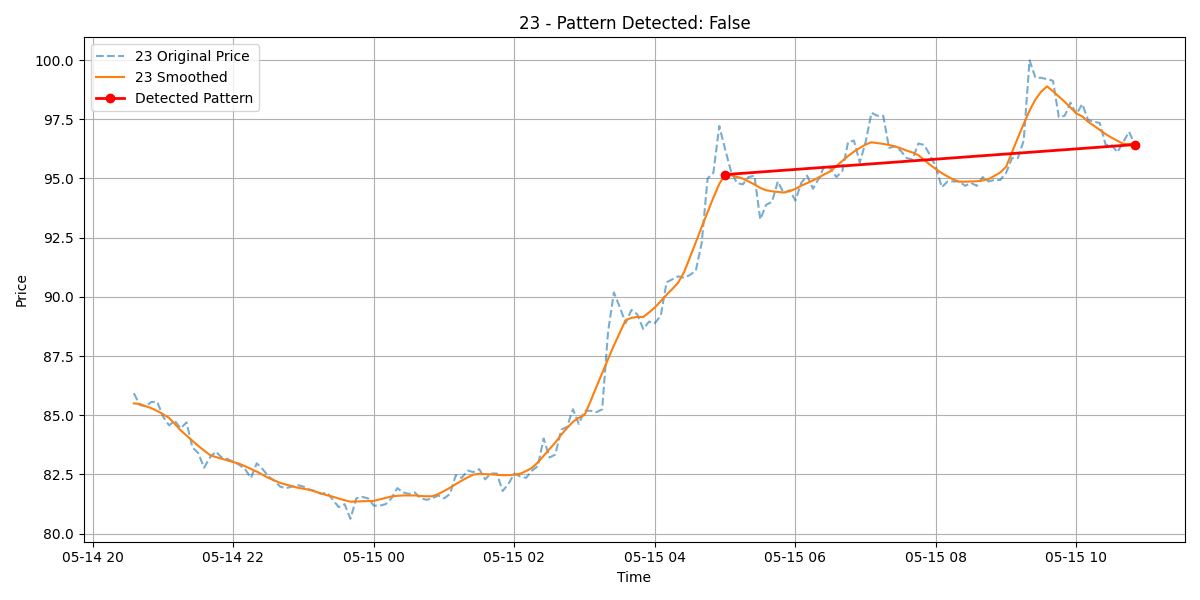 23 - Pattern Detected: False
23 Original Price
23 Smoothed
Detected Pattern
Price
100.0
97.5
95.0
92.5
90.0
87.5
85.0
82.5
80.0
05-14 20
05-14 22
05-15 00
05-15 02
05-15 04
05-15 06
05-15 08
05-15 10
Time